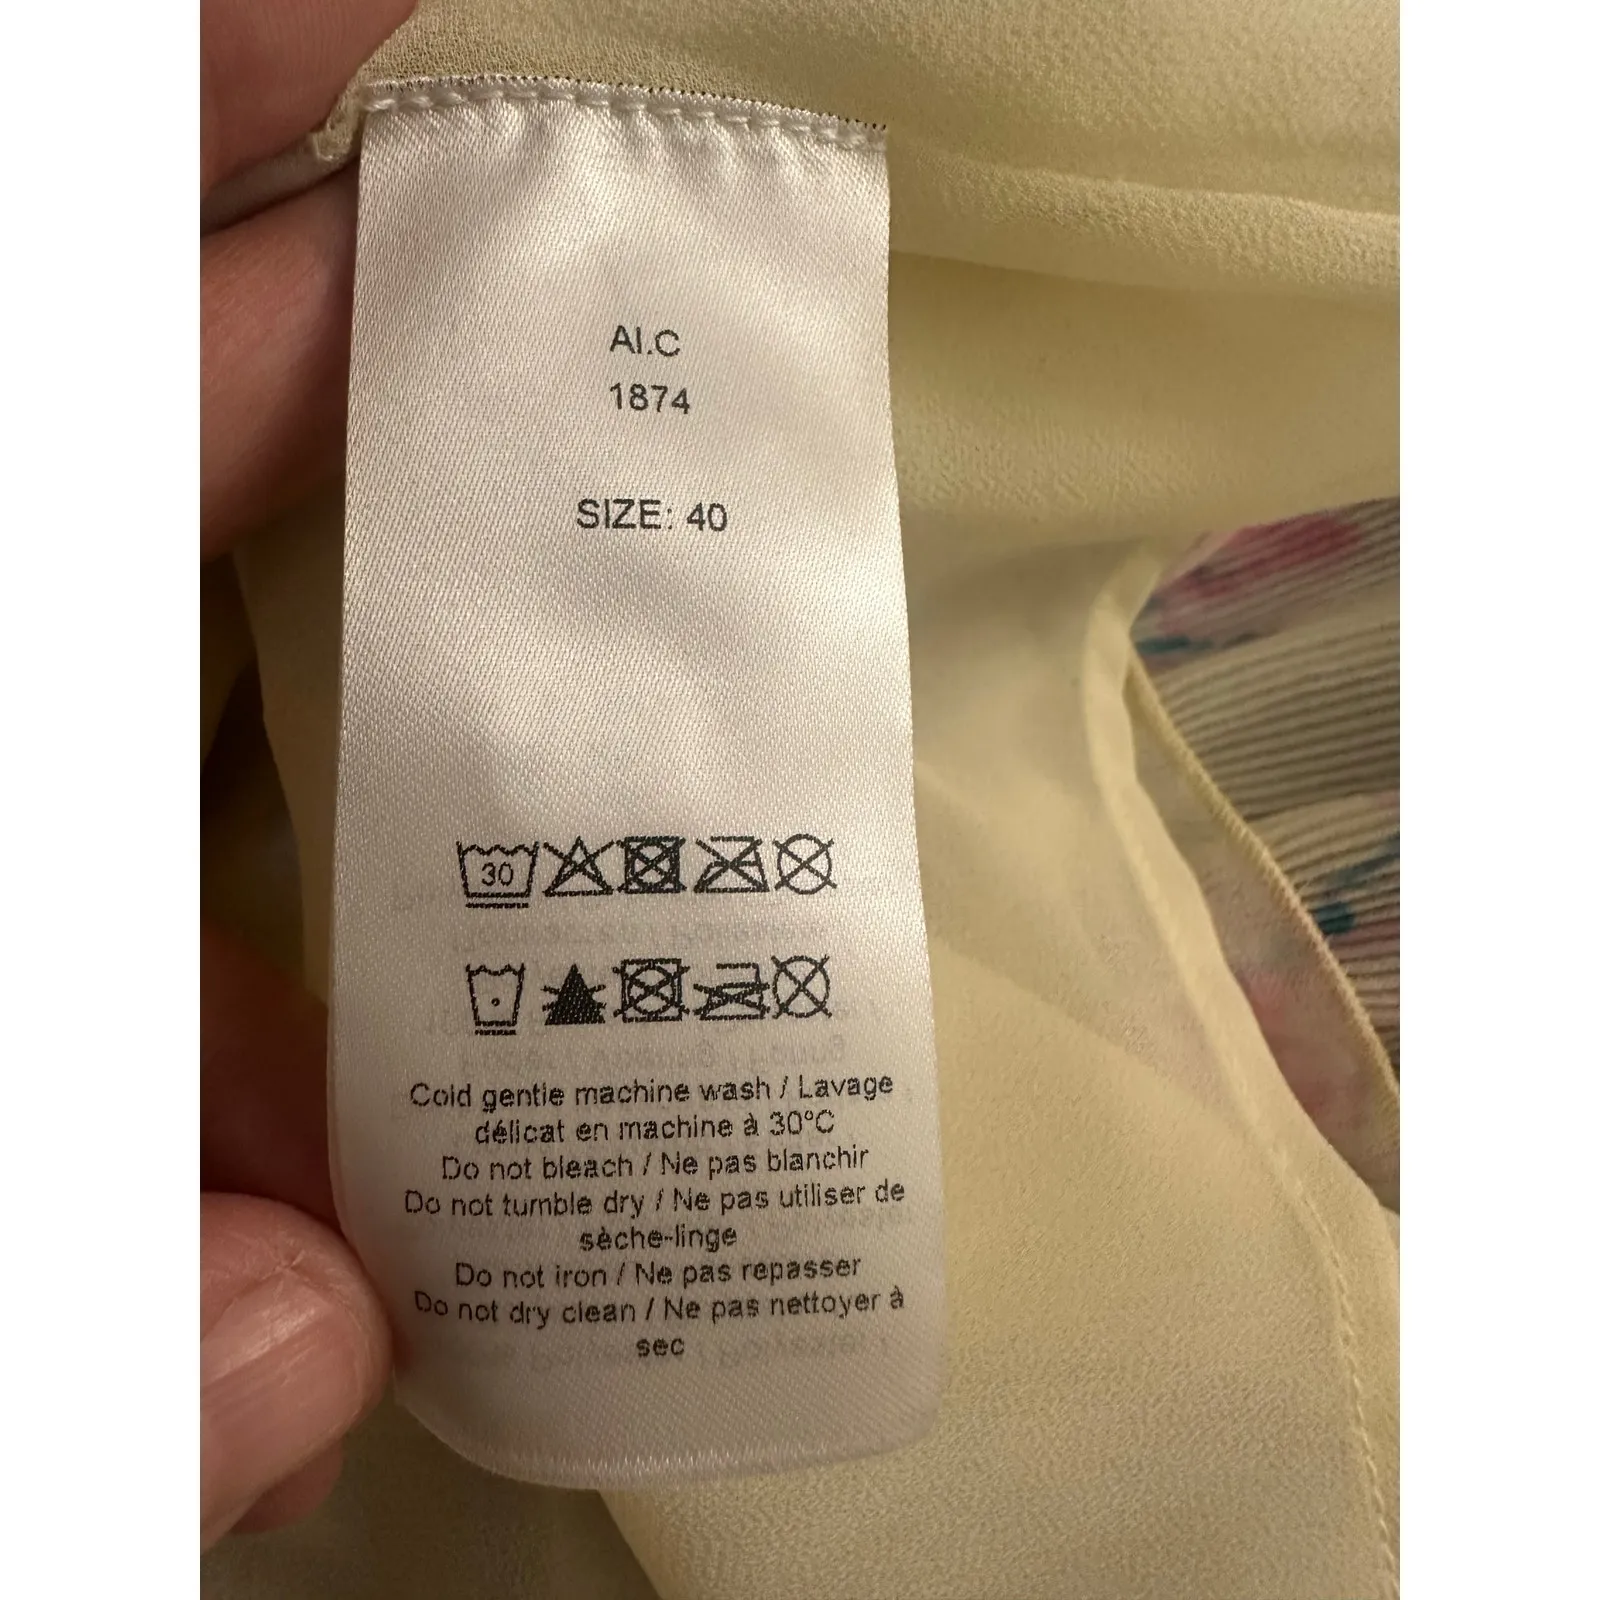 AI.C
1874
SIZE: 40
30
Cold gentle machine wash / Lavage
délicat en machine à 30°C
Do not bleach / Ne pas blanchir
Do not tumble dry / Ne pas utiliser de
sèche-linge
Do not iron / Ne pas repasser
Do not dry clean / Ne pas nettoyer à
sec